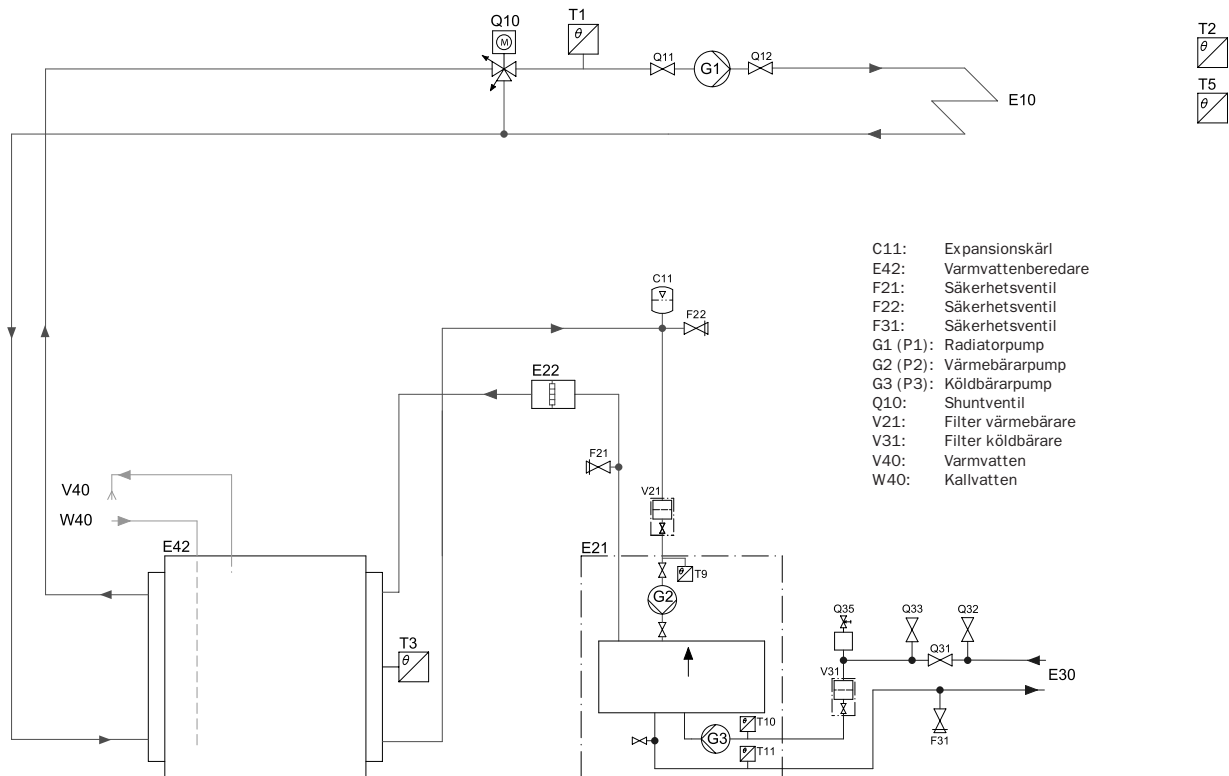 Q10
T1
T2
θ
M
θ
Q11
G1
Q12
T5
θ
E10
C11: Expansionskärl
E42: Varmvattenberedare
F21: Säkerhetsventil
F22: Säkerhetsventil
F31: Säkerhetsventil
G1 (P1): Radiatorpump
G2 (P2): Värmebärarpump
G3 (P3): Köldbärarpump
Q10: Shuntventil
V21: Filter värmebärare
V31: Filter köldbärare
V40: Varmvatten
W40: Kallvatten
C11
F22
E22
F21
V21
V40
W40
E42
E21
T9
θ
G2
T3
θ
Q35
Q33
Q32
Q31
E30
V31
T10
θ
G3
T11
θ
F31